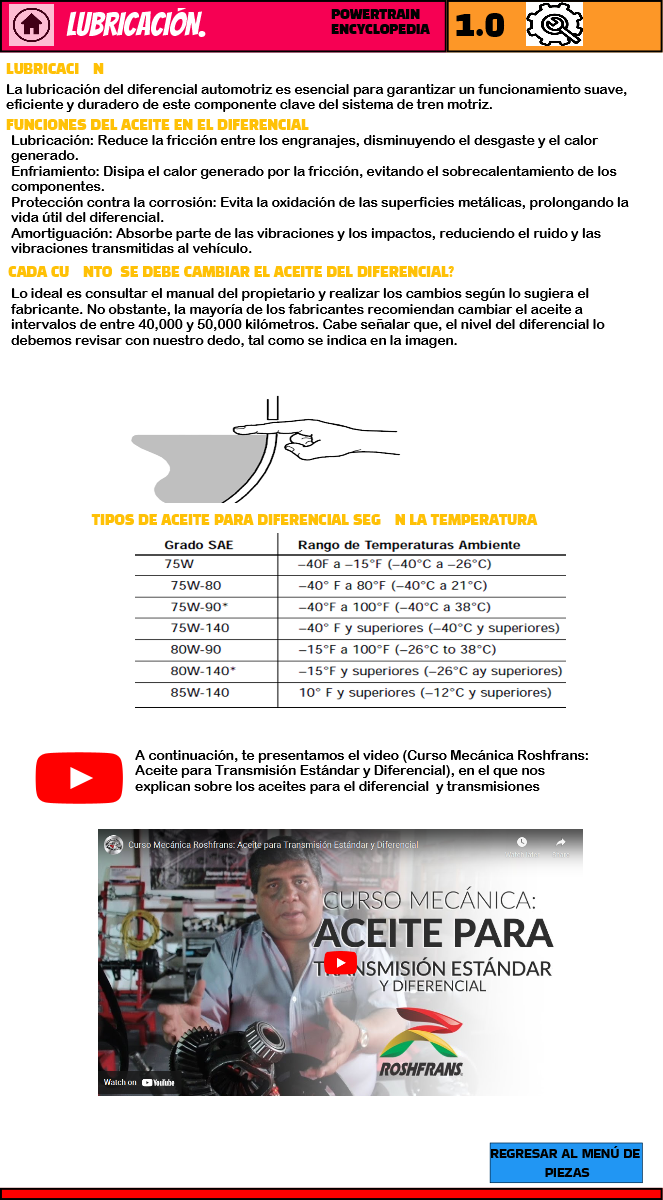 LUBRICACIÓN.
POWERTRAIN
ENCYCLOPEDIA
1.0
LUBRICACI N
La lubricación del diferencial automotriz es esencial para garantizar un funcionamiento suave,
eficiente y duradero de este componente clave del sistema de tren motriz.
FUNCIONES DEL ACEITE EN EL DIFERENCIAL
Lubricación: Reduce la fricción entre los engranajes, disminuyendo el desgaste y el calor
generado.
Enfriamiento: Disipa el calor generado por la fricción, evitando el sobrecalentamiento de los
componentes.
Protección contra la corrosión: Evita la oxidación de las superficies metálicas, prolongando la
vida útil del diferencial.
Amortiguación: Absorbe parte de las vibraciones y los impactos, reduciendo el ruido y las
vibraciones transmitidas al vehículo.
CADA CU NTO SE DEBE CAMBIAR EL ACEITE DEL DIFERENCIAL?
Lo ideal es consultar el manual del propietario y realizar los cambios según lo sugiera el
fabricante. No obstante, la mayoría de los fabricantes recomiendan cambiar el aceite a
intervalos de entre 40,000 y 50,000 kilómetros. Cabe señalar que, el nivel del diferencial lo
debemos revisar con nuestro dedo, tal como se indica en la imagen.
TIPOS DE ACEITE PARA DIFERENCIAL SEG N LA TEMPERATURA
Grado SAE Rango de Temperaturas Ambiente
75W –40F a –15°F (–40°C a –26°C)
75W-80 –40° F a 80°F (–40°C a 21°C)
75W-90* –40°F a 100°F (–40°C a 38°C)
75W-140 –40° F y superiores (–40°C y superiores)
80W-90 –15°F a 100°F (–26°C to 38°C)
80W-140* –15°F y superiores (–26°C ay superiores)
85W-140 10° F y superiores (–12°C y superiores)
A continuación, te presentamos el video (Curso Mecánica Roshfrans:
Aceite para Transmisión Estándar y Diferencial), en el que nos
explican sobre los aceites para el diferencial y transmisiones
Curso Mecánica Roshfrans: Aceite para Transmisión Estándar y Diferencial
CURSO MECÁNICA:
ACEITE PARA
TRANSMISIÓN ESTÁNDAR
Y DIFERENCIAL
ROSHFRANS
Watch on YouTube
REGRESAR AL MENÚ DE
PIEZAS